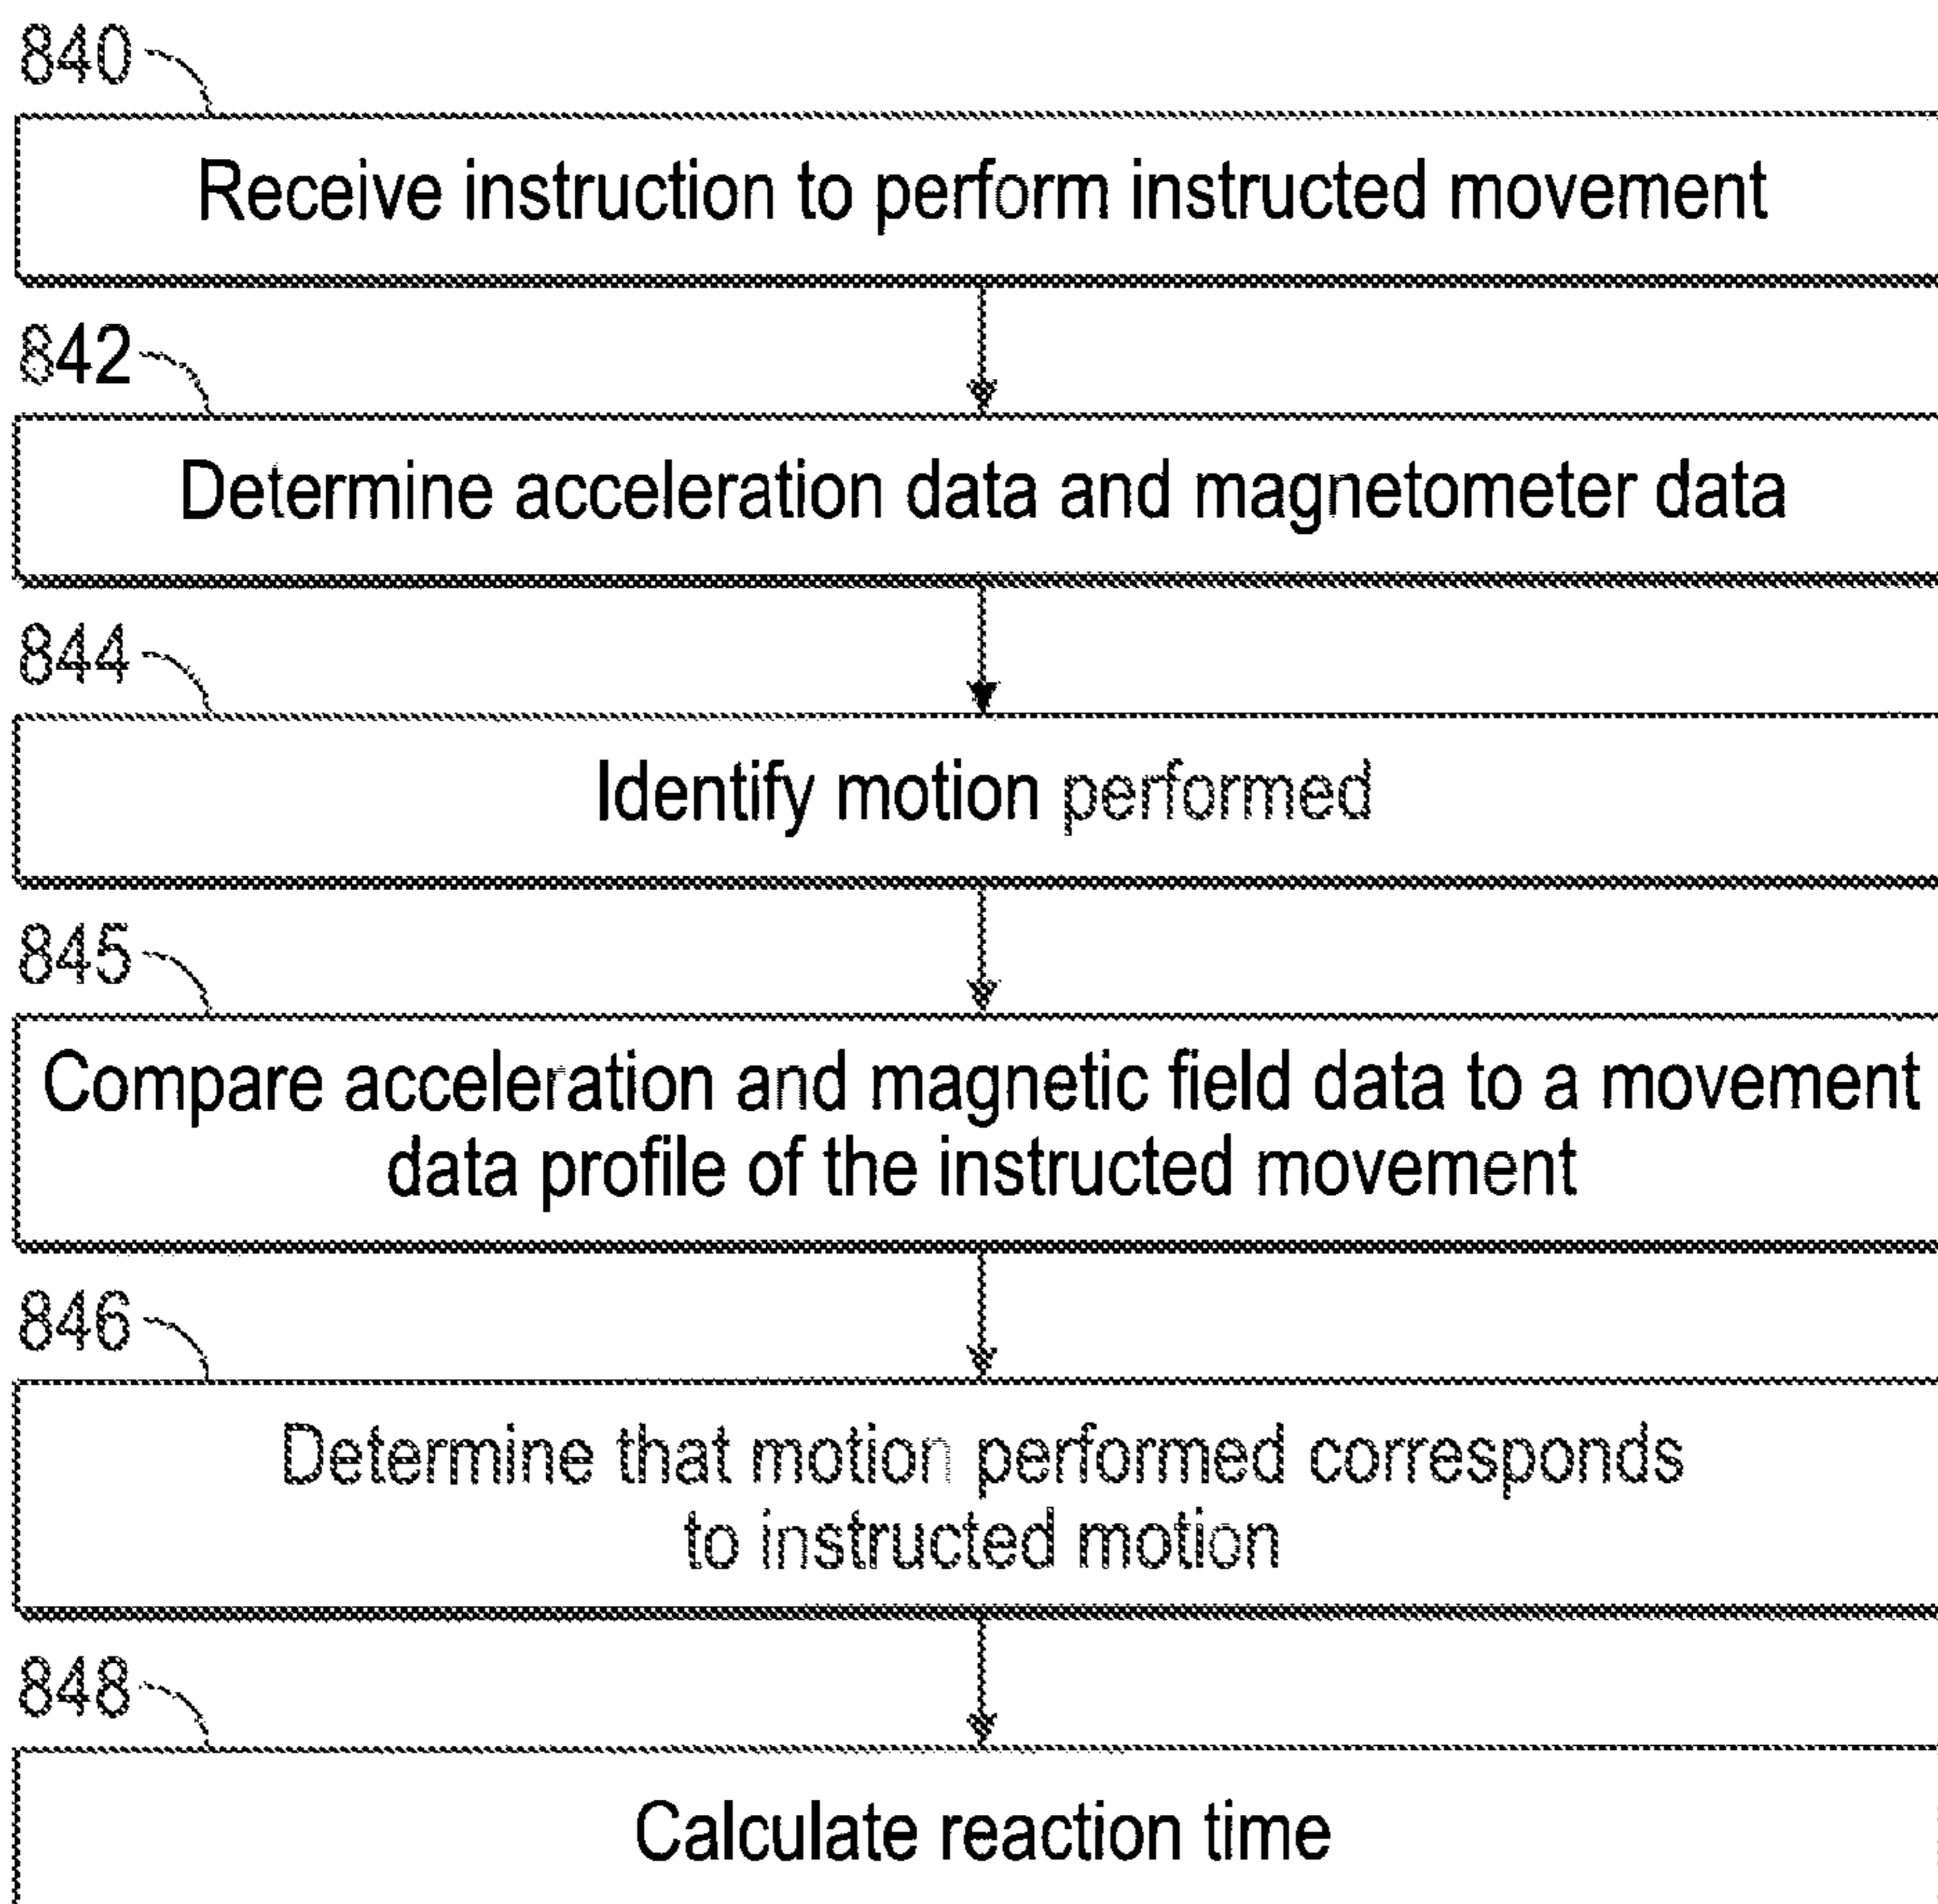 840
Receive instruction to perform instructed movement
842
Determine acceleration data and magnetometer data
844
Identify motion performed
845
Compare acceleration and magnetic field data to a movement
data profile of the instructed movement
846
Determine that motion performed corresponds
to instructed motion
848
Calculate reaction time